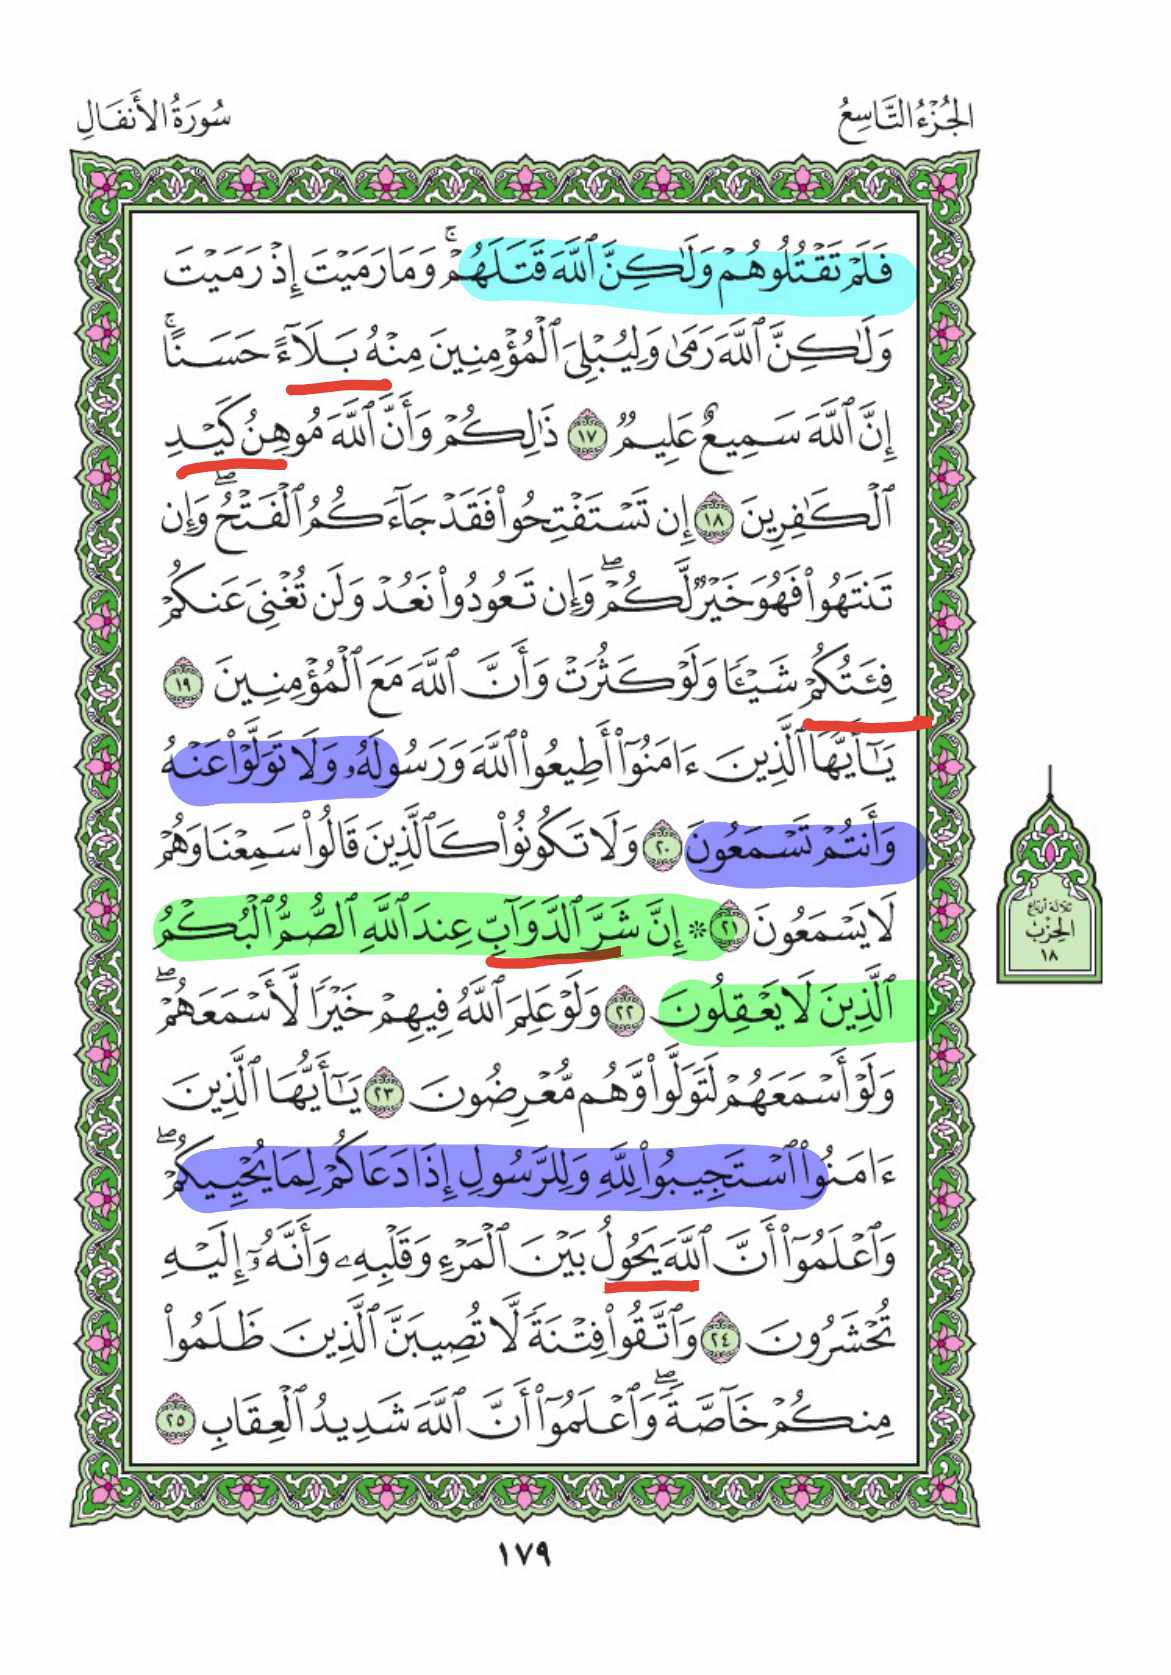 الجُزْءُ التَّاسِعُ
سُورَةُ الأَنفَالِ
فَلَمْ تَقْتُلُوهُمْ وَلَٰكِنَّ ٱللَّهَ قَتَلَهُمْۚ وَمَا رَمَيْتَ إِذْ رَمَيْتَ
وَلَٰكِنَّ ٱللَّهَ رَمَىٰ وَلِيُبْلِىَ ٱلْمُؤْمِنِينَ مِنْهُ بَلَآءً حَسَنًاۚ
إِنَّ ٱللَّهَ سَمِيعٌ عَلِيمٌ ١٧ ذَٰلِكُمْ وَأَنَّ ٱللَّهَ مُوهِنُ كَيْدِ
ٱلْكَٰفِرِينَ ١٨ إِن تَسْتَفْتِحُوا۟ فَقَدْ جَآءَكُمُ ٱلْفَتْحُۖ وَإِن
تَنتَهُوا۟ فَهُوَ خَيْرٌ لَّكُمْۖ وَإِن تَعُودُوا۟ نَعُدْ وَلَن تُغْنِىَ عَنكُمْ
فِئَتُكُمْ شَيْـًٔا وَلَوْ كَثُرَتْ وَأَنَّ ٱللَّهَ مَعَ ٱلْمُؤْمِنِينَ ١٩
يَٰٓأَيُّهَا ٱلَّذِينَ ءَامَنُوٓا۟ أَطِيعُوا۟ ٱللَّهَ وَرَسُولَهُۥ وَلَا تَوَلَّوْا۟ عَنْهُ
وَأَنتُمْ تَسْمَعُونَ ٢٠ وَلَا تَكُونُوا۟ كَٱلَّذِينَ قَالُوا۟ سَمِعْنَا وَهُمْ
لَا يَسْمَعُونَ ٢١ ۞ إِنَّ شَرَّ ٱلدَّوَآبِّ عِندَ ٱللَّهِ ٱلصُّمُّ ٱلْبُكْمُ
ٱلَّذِينَ لَا يَعْقِلُونَ ٢٢ وَلَوْ عَلِمَ ٱللَّهُ فِيهِمْ خَيْرًا لَّأَسْمَعَهُمْۖ
وَلَوْ أَسْمَعَهُمْ لَتَوَلَّوا۟ وَّهُم مُّعْرِضُونَ ٢٣ يَٰٓأَيُّهَا ٱلَّذِينَ
ءَامَنُوا۟ ٱسْتَجِيبُوا۟ لِلَّهِ وَلِلرَّسُولِ إِذَا دَعَاكُمْ لِمَا يُحْيِيكُمْۖ
وَٱعْلَمُوٓا۟ أَنَّ ٱللَّهَ يَحُولُ بَيْنَ ٱلْمَرْءِ وَقَلْبِهِۦ وَأَنَّهُۥٓ إِلَيْهِ
تُحْشَرُونَ ٢٤ وَٱتَّقُوا۟ فِتْنَةً لَّا تُصِيبَنَّ ٱلَّذِينَ ظَلَمُوا۟
مِنكُمْ خَآصَّةًۖ وَٱعْلَمُوٓا۟ أَنَّ ٱللَّهَ شَدِيدُ ٱلْعِقَابِ ٢٥
ثلاثة أرباع
الحِزْب
١٨
١٧٩